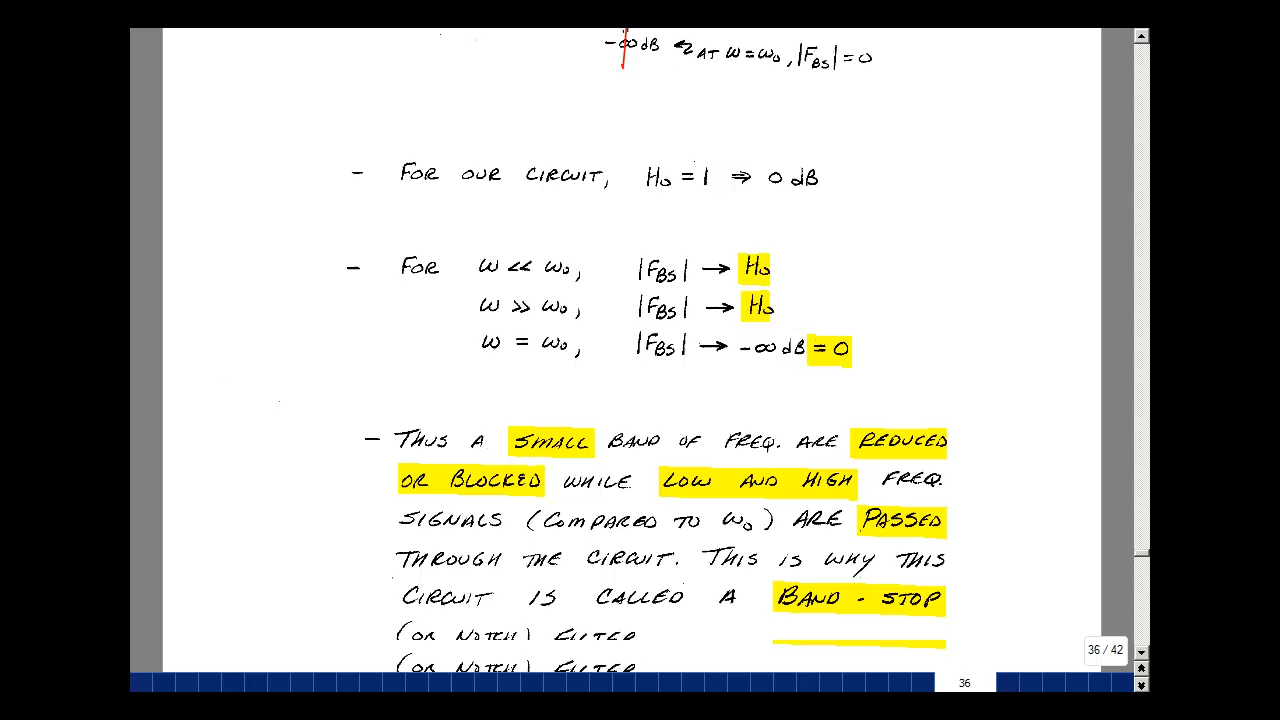 -∞ dB ← AT ω = ω₀, |F_BS| = 0
- FOR OUR CIRCUIT, H₀ = 1 ⇒ 0 dB
- FOR ω << ω₀, |F_BS| → H₀
ω >> ω₀, |F_BS| → H₀
ω = ω₀, |F_BS| → -∞ dB = 0
- THUS A SMALL BAND OF FREQ. ARE REDUCED
OR BLOCKED WHILE LOW AND HIGH FREQ.
SIGNALS (COMPARED TO ω₀) ARE PASSED
THROUGH THE CIRCUIT. THIS IS WHY THIS
CIRCUIT IS CALLED A BAND-STOP
(OR NOTCH) FILTER
(OR NOTCH) FILTER
36 / 42
36